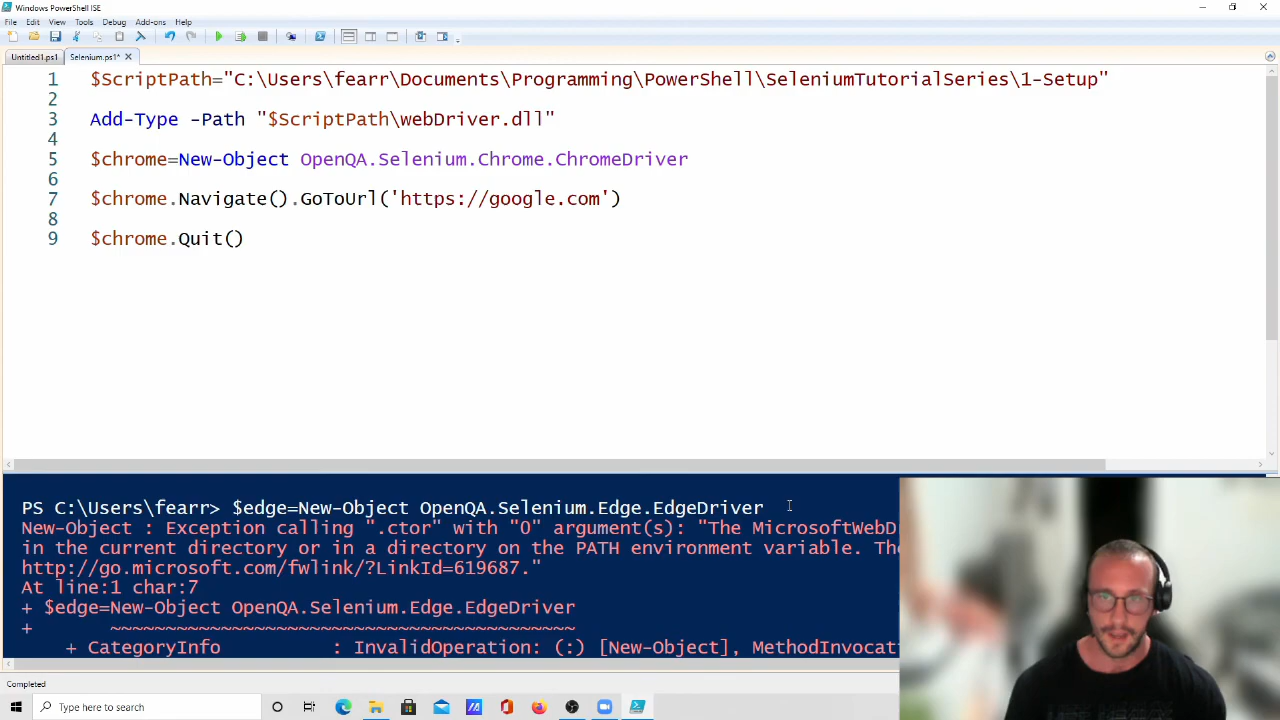 Windows PowerShell ISE
File Edit View Tools Debug Add-ons Help
Untitled1.ps1 Selenium.ps1*
1 $ScriptPath="C:\Users\fearr\Documents\Programming\PowerShell\SeleniumTutorialSeries\1-Setup"
2
3 Add-Type -Path "$ScriptPath\webDriver.dll"
4
5 $chrome=New-Object OpenQA.Selenium.Chrome.ChromeDriver
6
7 $chrome.Navigate().GoToUrl('https://google.com')
8
9 $chrome.Quit()
PS C:\Users\fearr> $edge=New-Object OpenQA.Selenium.Edge.EdgeDriver
New-Object : Exception calling ".ctor" with "0" argument(s): "The MicrosoftWebD
in the current directory or in a directory on the PATH environment variable. The
http://go.microsoft.com/fwlink/?LinkId=619687."
At line:1 char:7
+ $edge=New-Object OpenQA.Selenium.Edge.EdgeDriver
+ ~~~~~~~~~~~~~~~~~~~~~~~~~~~~~~~~~~~~~~~~~~
+ CategoryInfo : InvalidOperation: (:) [New-Object], MethodInvocati
Completed
Type here to search